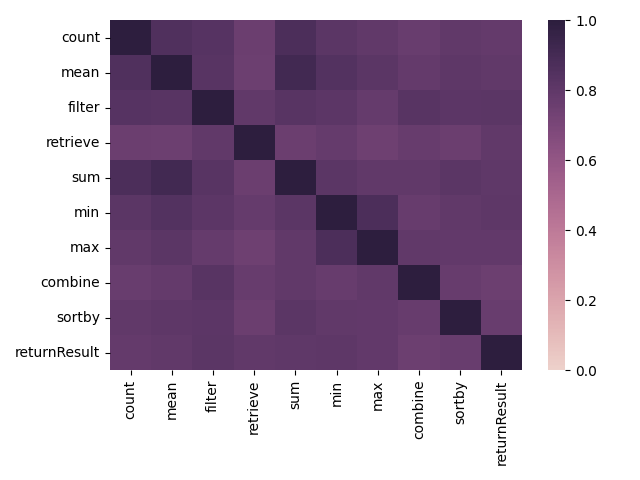 count
mean
filter
retrieve
sum
min
max
combine
sortby
returnResult
count
mean
filter
retrieve
sum
min
max
combine
sortby
returnResult
1.0
0.8
0.6
0.4
0.2
0.0